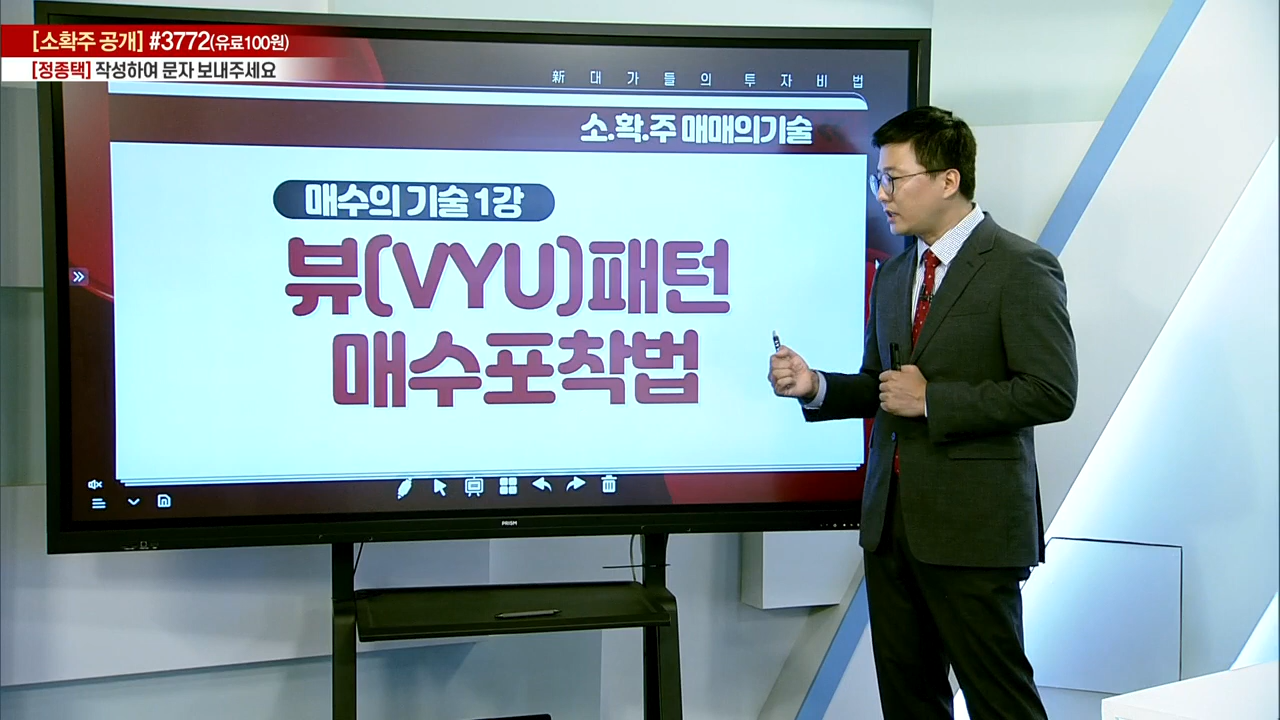 [소확주 공개] #3772(유료100원)
[정종택] 작성하여 문자 보내주세요
新 대 가 들 의 투 자 비 법
소.확.주 매매의기술
매수의 기술 1강
뷰(VYU)패턴
매수포착법
PRISM